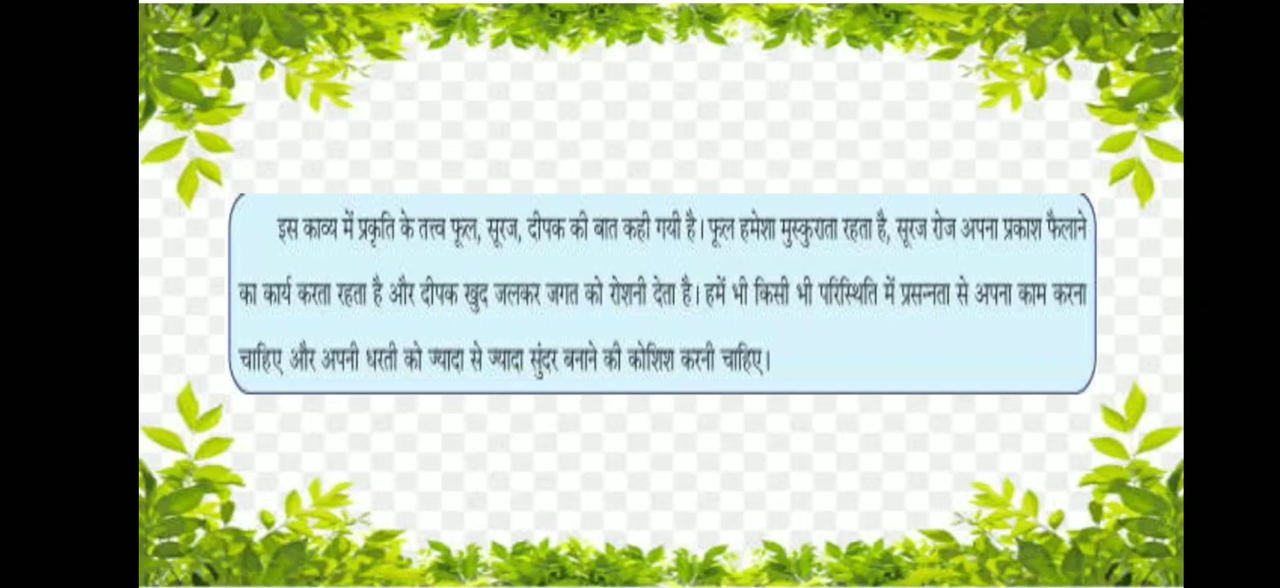 इस काव्य में प्रकृति के तत्त्व फूल, सूरज, दीपक की बात कही गयी है। फूल हमेशा मुस्कुराता रहता है, सूरज रोज अपना प्रकाश फैलाने
का कार्य करता रहता है और दीपक खुद जलकर जगत को रोशनी देता है। हमें भी किसी भी परिस्थिति में प्रसन्नता से अपना काम करना
चाहिए और अपनी धरती को ज्यादा से ज्यादा सुंदर बनाने की कोशिश करनी चाहिए।